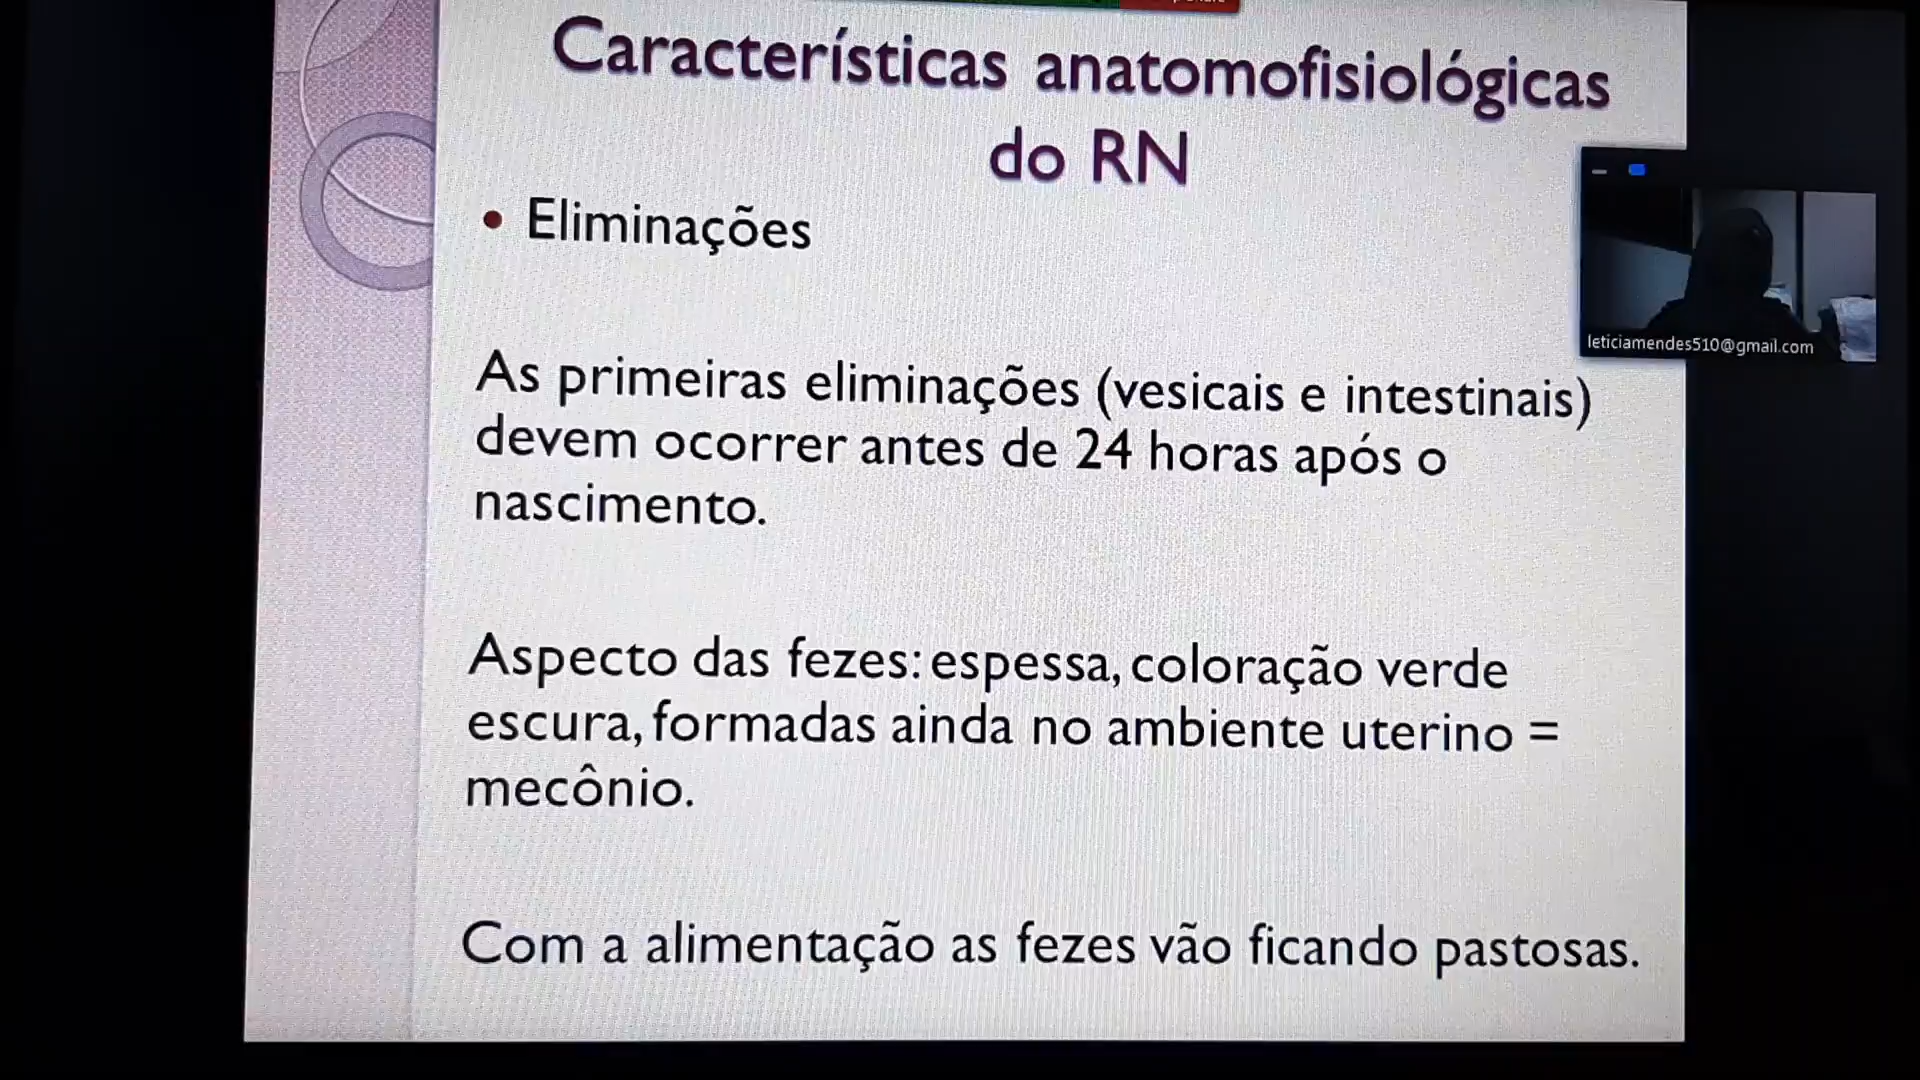 Características anatomofisiológicas
do RN
• Eliminações
leticiamendes510@gmail.com
As primeiras eliminações (vesicais e intestinais)
devem ocorrer antes de 24 horas após o
nascimento.
Aspecto das fezes: espessa, coloração verde
escura, formadas ainda no ambiente uterino =
mecônio.
Com a alimentação as fezes vão ficando pastosas.